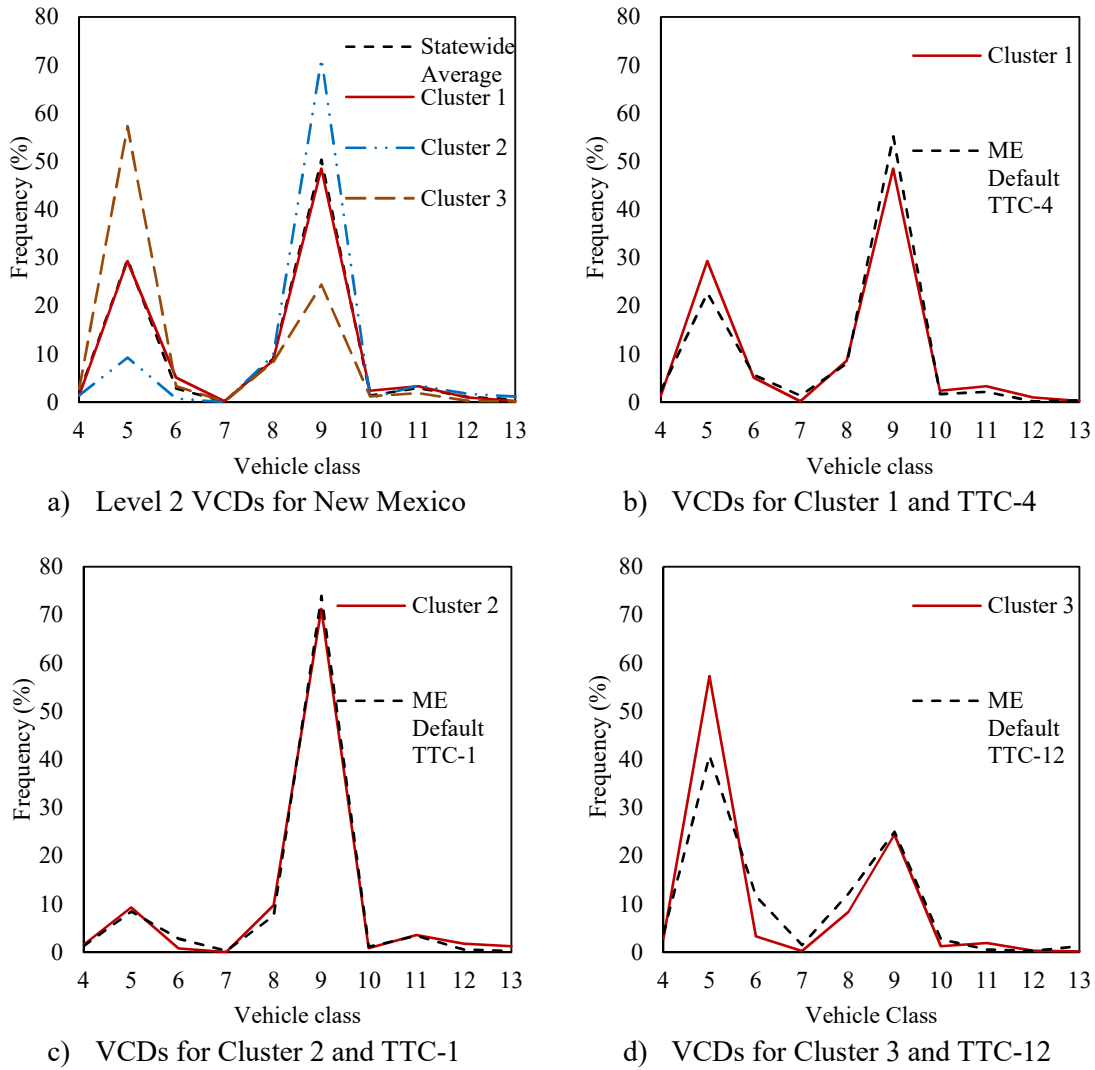 80
70
60
50
40
30
20
10
0
Frequency (%)
Statewide
Average
Cluster 1
Cluster 2
Cluster 3
4 5 6 7 8 9 10 11 12 13
Vehicle class
a) Level 2 VCDs for New Mexico
80
70
60
50
40
30
20
10
0
Frequency (%)
Cluster 1
ME
Default
TTC-4
4 5 6 7 8 9 10 11 12 13
Vehicle class
b) VCDs for Cluster 1 and TTC-4
80
70
60
50
40
30
20
10
0
Frequency (%)
Cluster 2
ME
Default
TTC-1
4 5 6 7 8 9 10 11 12 13
Vehicle class
c) VCDs for Cluster 2 and TTC-1
80
70
60
50
40
30
20
10
0
Frequency (%)
Cluster 3
ME
Default
TTC-12
4 5 6 7 8 9 10 11 12 13
Vehicle Class
d) VCDs for Cluster 3 and TTC-12